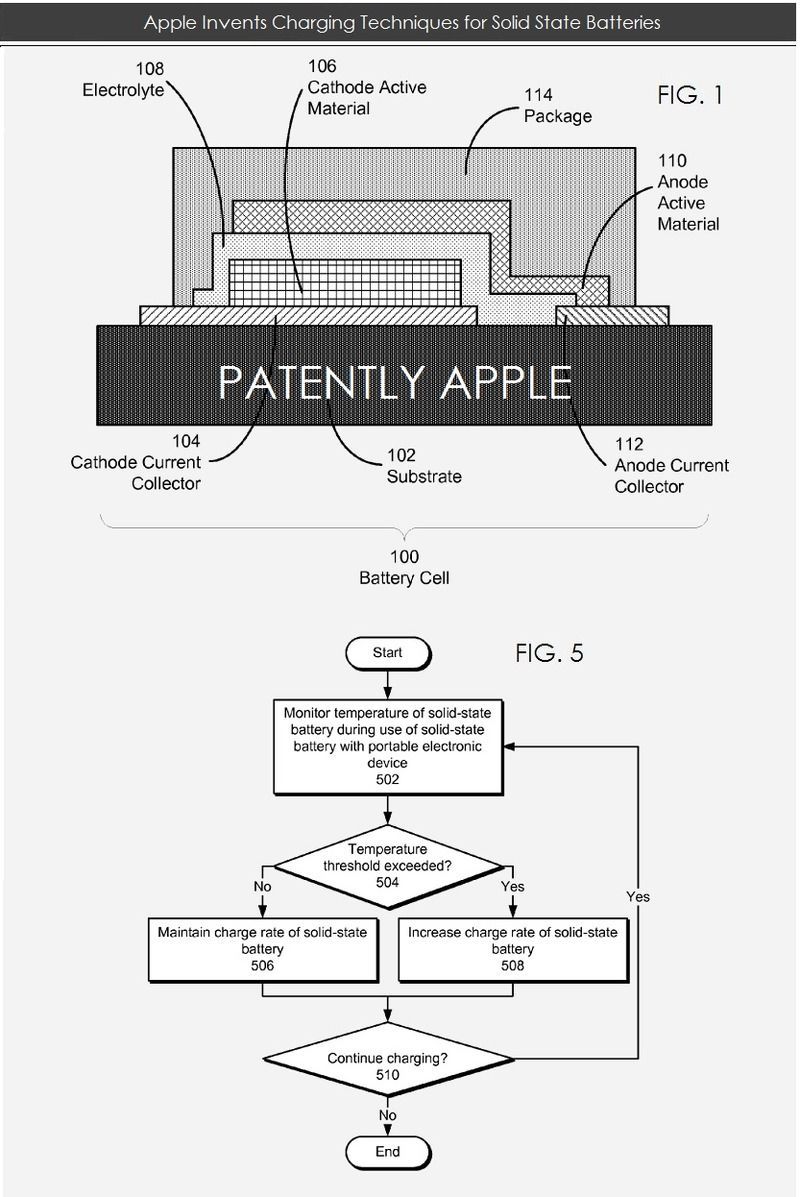 Apple Invents Charging Techniques for Solid State Batteries
108
Electrolyte
106
Cathode Active
Material
114
Package
FIG. 1
110
Anode
Active
Material
PATENTLY APPLE
104
Cathode Current
Collector
102
Substrate
112
Anode Current
Collector
100
Battery Cell
FIG. 5
Start
Monitor temperature of solid-state
battery during use of solid-state
battery with portable electronic
device
502
Temperature
threshold exceeded?
504
No
Yes
Yes
Maintain charge rate of solid-state
battery
506
Increase charge rate of solid-state
battery
508
Continue charging?
510
No
End